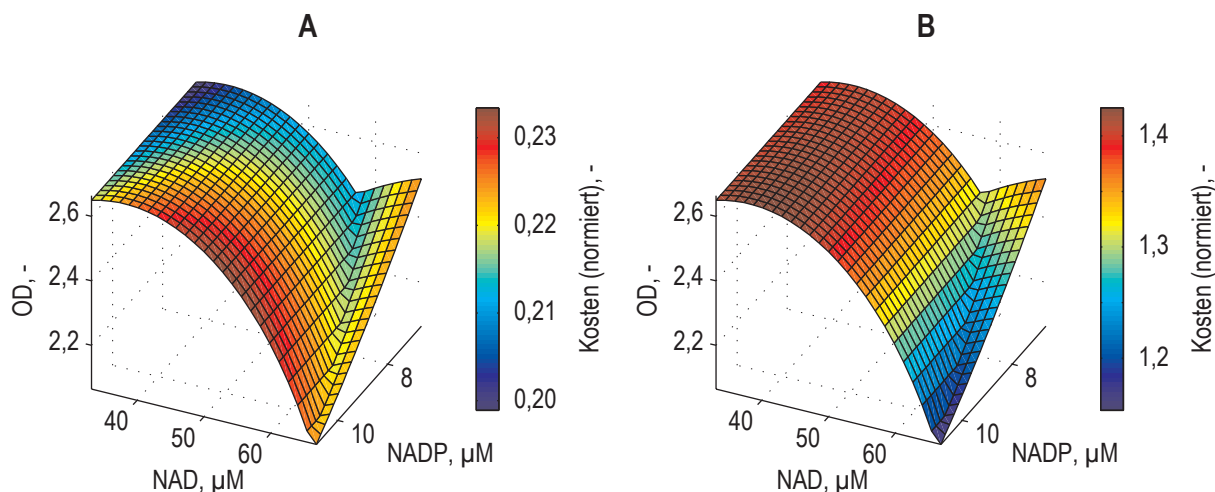 A
B
2,6
2,4
2,2
OD, -
40
50
60
NAD, µM
8
10
NADP, µM
0,23
0,22
0,21
0,20
Kosten (normiert), -
2,6
2,4
2,2
OD, -
40
50
60
NAD, µM
8
10
NADP, µM
1,4
1,3
1,2
Kosten (normiert), -